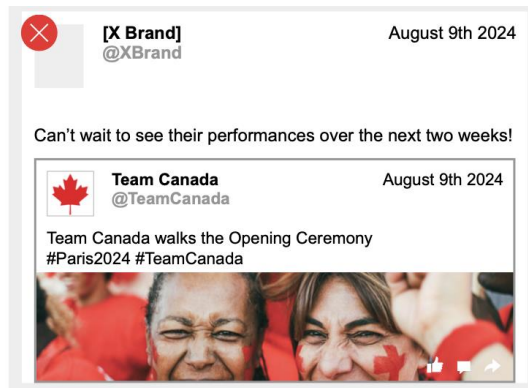 [X Brand] August 9th 2024
@XBrand
Can't wait to see their performances over the next two weeks!
Team Canada August 9th 2024
@TeamCanada
Team Canada walks the Opening Ceremony
#Paris2024 #TeamCanada